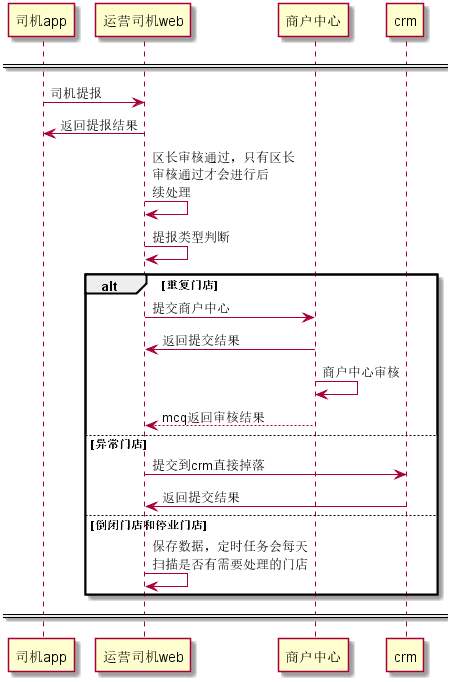 司机app
运营司机web
商户中心
crm
司机提报
返回提报结果
区长审核通过，只有区长
审核通过才会进行后
续处理
提报类型判断
alt
[重复门店]
提交商户中心
返回提交结果
商户中心审核
mcq返回审核结果
[异常门店]
提交到crm直接掉落
返回提交结果
[倒闭门店和停业门店]
保存数据，定时任务会每天
扫描是否有需要处理的门店
司机app
运营司机web
商户中心
crm